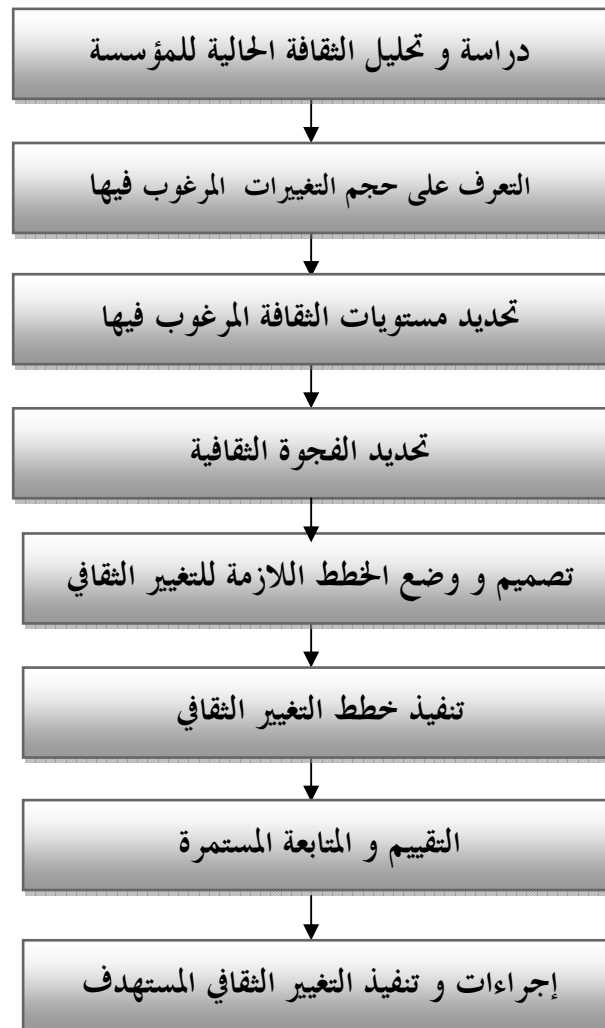 دراسة و تحليل الثقافة الحالية للمؤسسة
التعرف على حجم التغييرات المرغوب فيها
تحديد مستويات الثقافة المرغوب فيها
تحديد الفجوة الثقافية
تصميم و وضع الخطط اللازمة للتغيير الثقافي
تنفيذ خطط التغيير الثقافي
التقييم و المتابعة المستمرة
إجراءات و تنفيذ التغيير الثقافي المستهدف